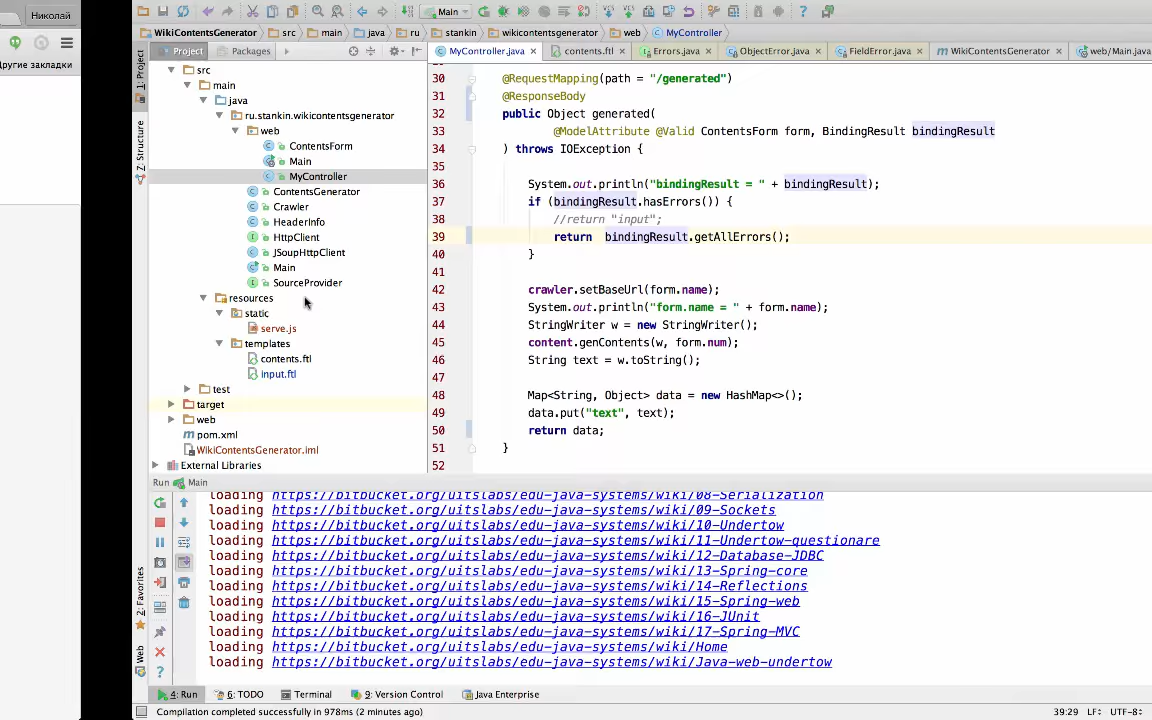 Николай
Другие закладки
Main
WikiContentsGenerator src main java ru stankin wikicontentsgenerator web MyController
Project Packages
MyController.java contents.ftl Errors.java ObjectError.java FieldError.java WikiContentsGenerator web/Main.java
1: Project
Z: Structure
2: Favorites
Web
src
main
java
ru.stankin.wikicontentsgenerator
web
ContentsForm
Main
MyController
ContentsGenerator
Crawler
HeaderInfo
HttpClient
JSoupHttpClient
Main
SourceProvider
resources
static
serve.js
templates
contents.ftl
input.ftl
test
target
web
pom.xml
WikiContentsGenerator.iml
External Libraries
30 @RequestMapping(path = "/generated")
31 @ResponseBody
32 public Object generated(
33 @ModelAttribute @Valid ContentsForm form, BindingResult bindingResult
34 ) throws IOException {
35
36 System.out.println("bindingResult = " + bindingResult);
37 if (bindingResult.hasErrors()) {
38 //return "input";
39 return bindingResult.getAllErrors();
40 }
41
42 crawler.setBaseUrl(form.name);
43 System.out.println("form.name = " + form.name);
44 StringWriter w = new StringWriter();
45 content.genContents(w, form.num);
46 String text = w.toString();
47
48 Map<String, Object> data = new HashMap<>();
49 data.put("text", text);
50 return data;
51 }
52
Run Main
loading https://bitbucket.org/uitslabs/edu-java-systems/wiki/08-Serialization
loading https://bitbucket.org/uitslabs/edu-java-systems/wiki/09-Sockets
loading https://bitbucket.org/uitslabs/edu-java-systems/wiki/10-Undertow
loading https://bitbucket.org/uitslabs/edu-java-systems/wiki/11-Undertow-questionare
loading https://bitbucket.org/uitslabs/edu-java-systems/wiki/12-Database-JDBC
loading https://bitbucket.org/uitslabs/edu-java-systems/wiki/13-Spring-core
loading https://bitbucket.org/uitslabs/edu-java-systems/wiki/14-Reflections
loading https://bitbucket.org/uitslabs/edu-java-systems/wiki/15-Spring-web
loading https://bitbucket.org/uitslabs/edu-java-systems/wiki/16-JUnit
loading https://bitbucket.org/uitslabs/edu-java-systems/wiki/17-Spring-MVC
loading https://bitbucket.org/uitslabs/edu-java-systems/wiki/Home
loading https://bitbucket.org/uitslabs/edu-java-systems/wiki/Java-web-undertow
4: Run 6: TODO Terminal 9: Version Control Java Enterprise
Compilation completed successfully in 978ms (2 minutes ago) 39:29 LF÷ UTF-8÷